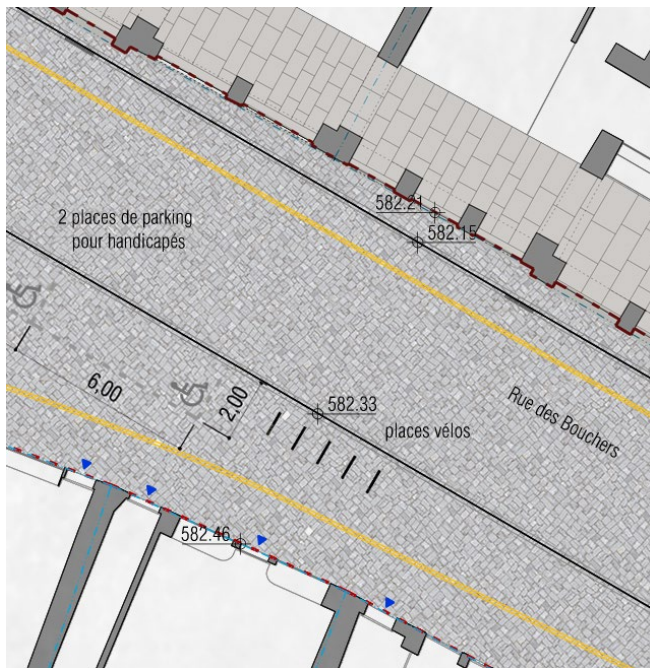 582.21
582.15
2 places de parking
pour handicapés
6,00
2,00
582.33
places vélos
Rue des Bouchers
582.46